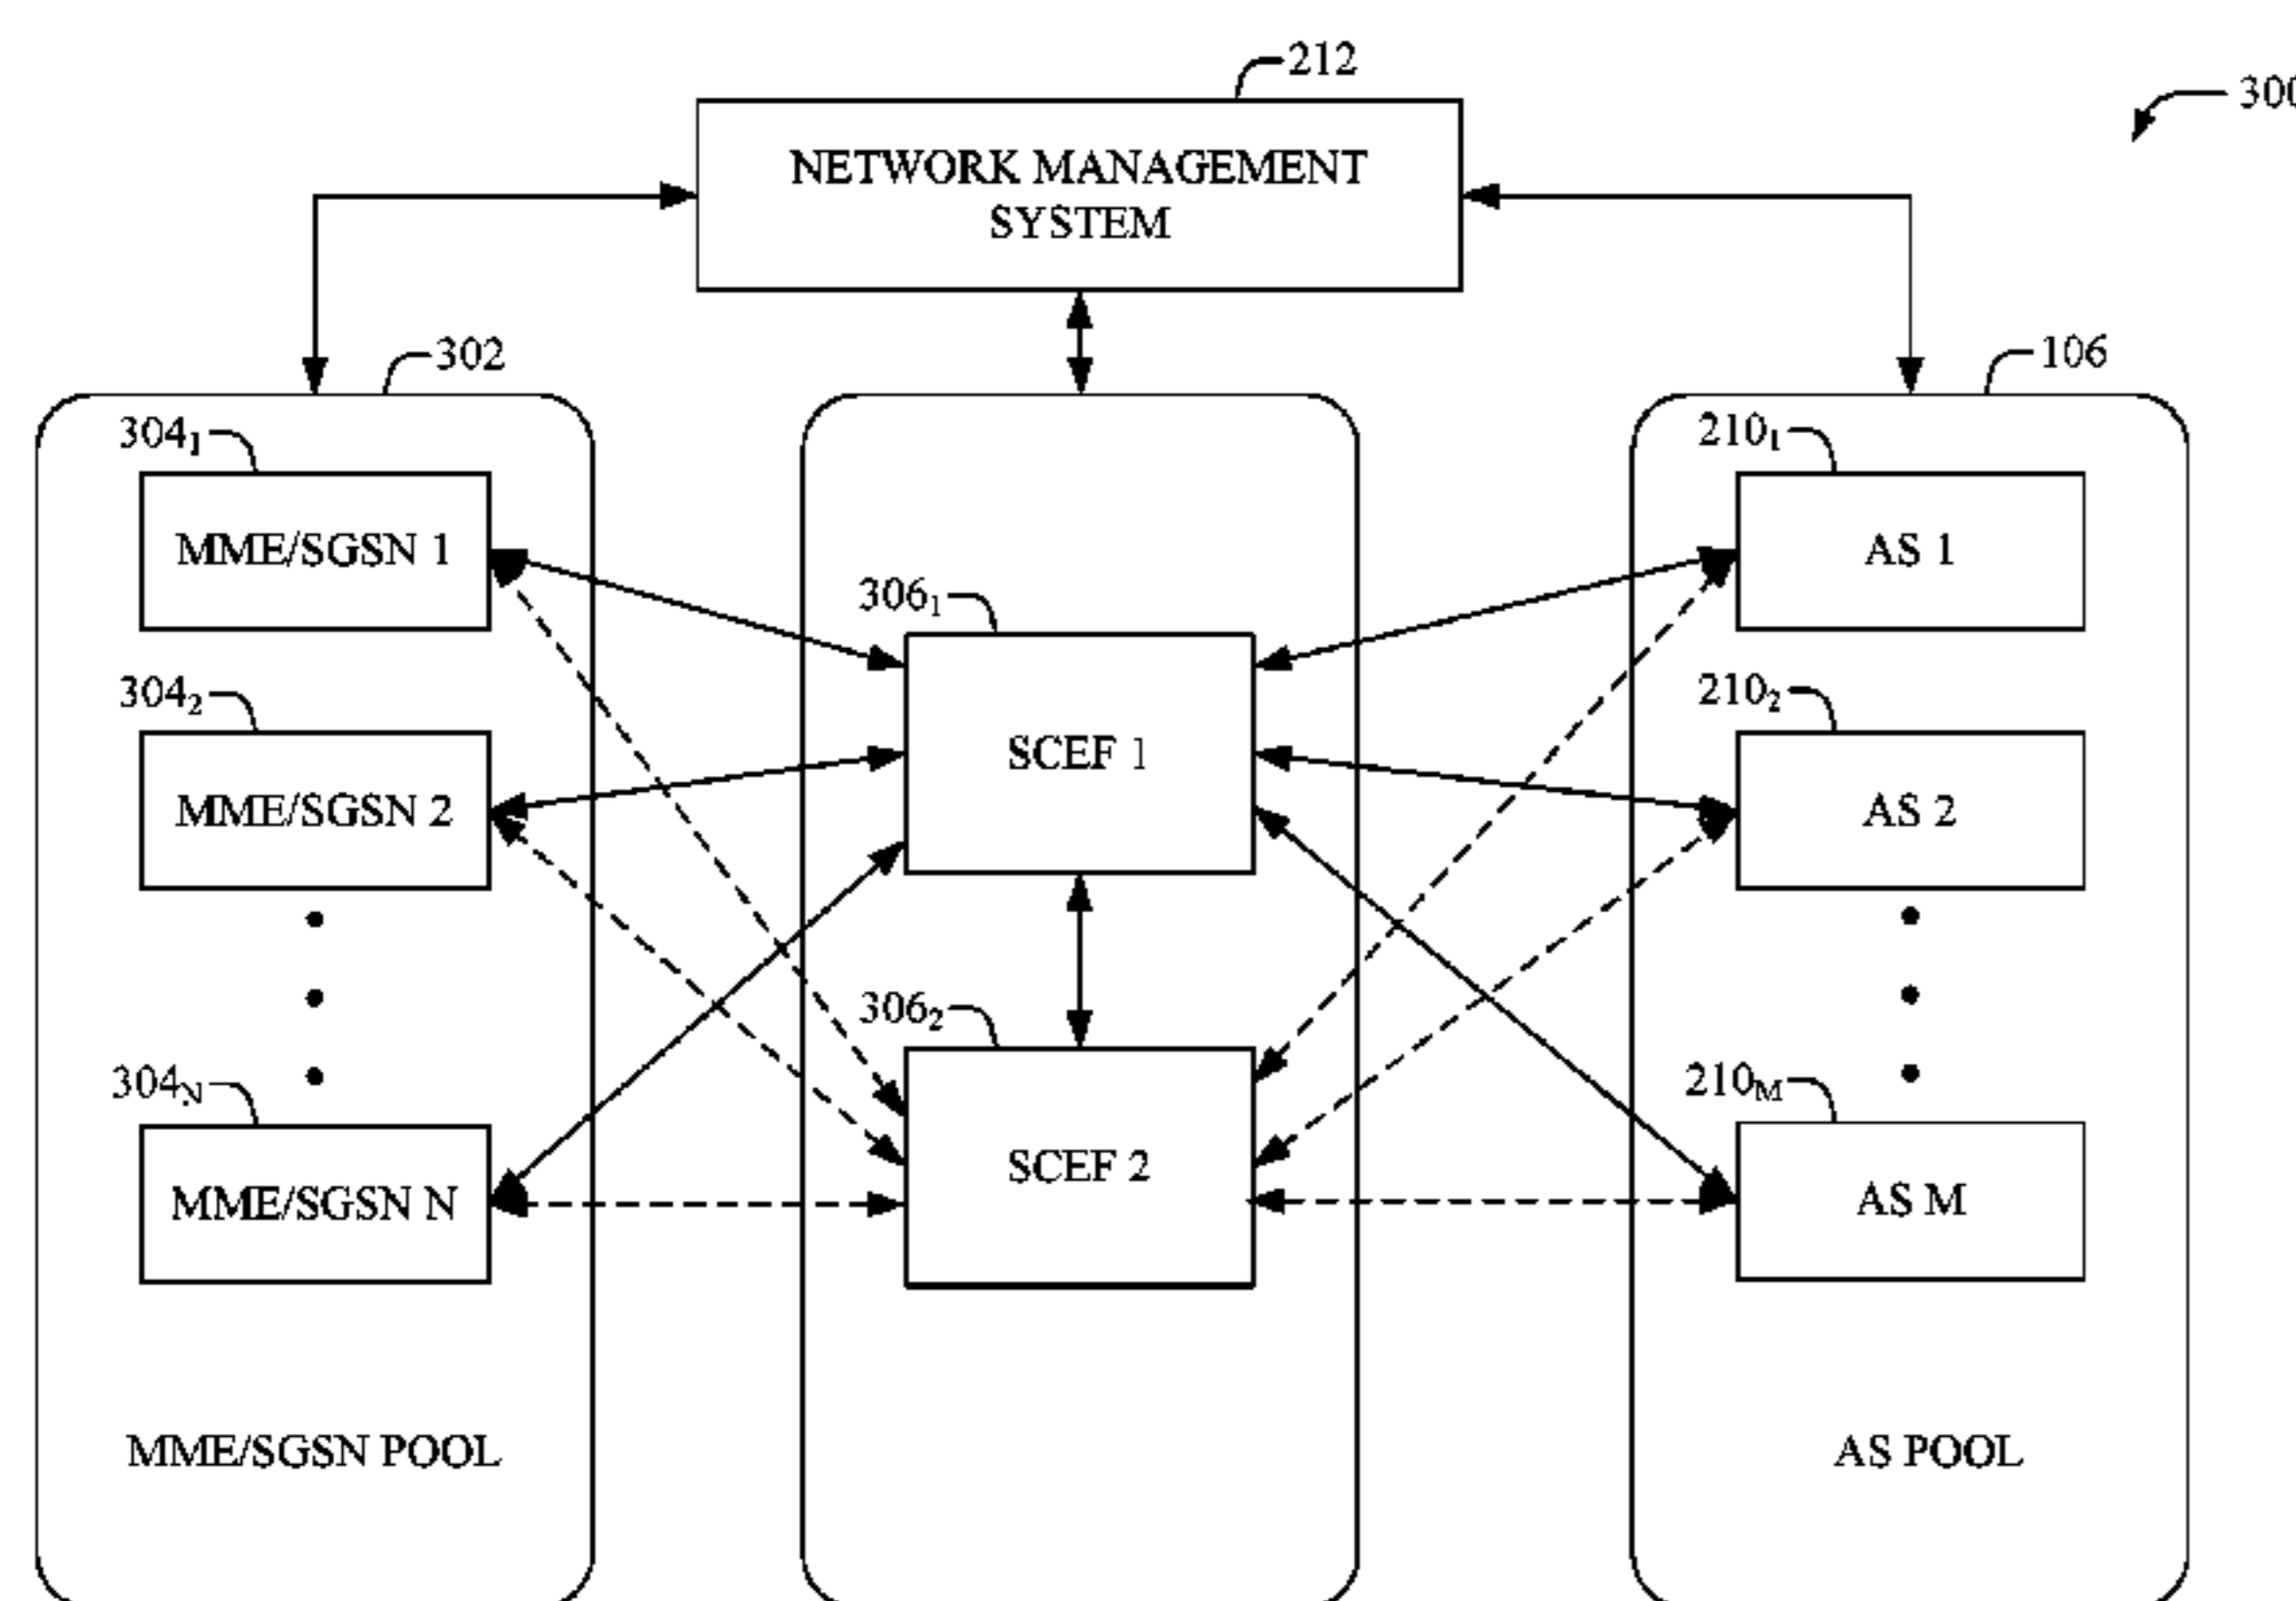 212
300
NETWORK MANAGEMENT
SYSTEM
302
106
304₁
210₁
MME/SGSN 1
AS 1
306₁
304₂
210₂
SCEF 1
MME/SGSN 2
AS 2
306₂
304N
210M
SCEF 2
MME/SGSN N
AS M
MME/SGSN POOL
AS POOL